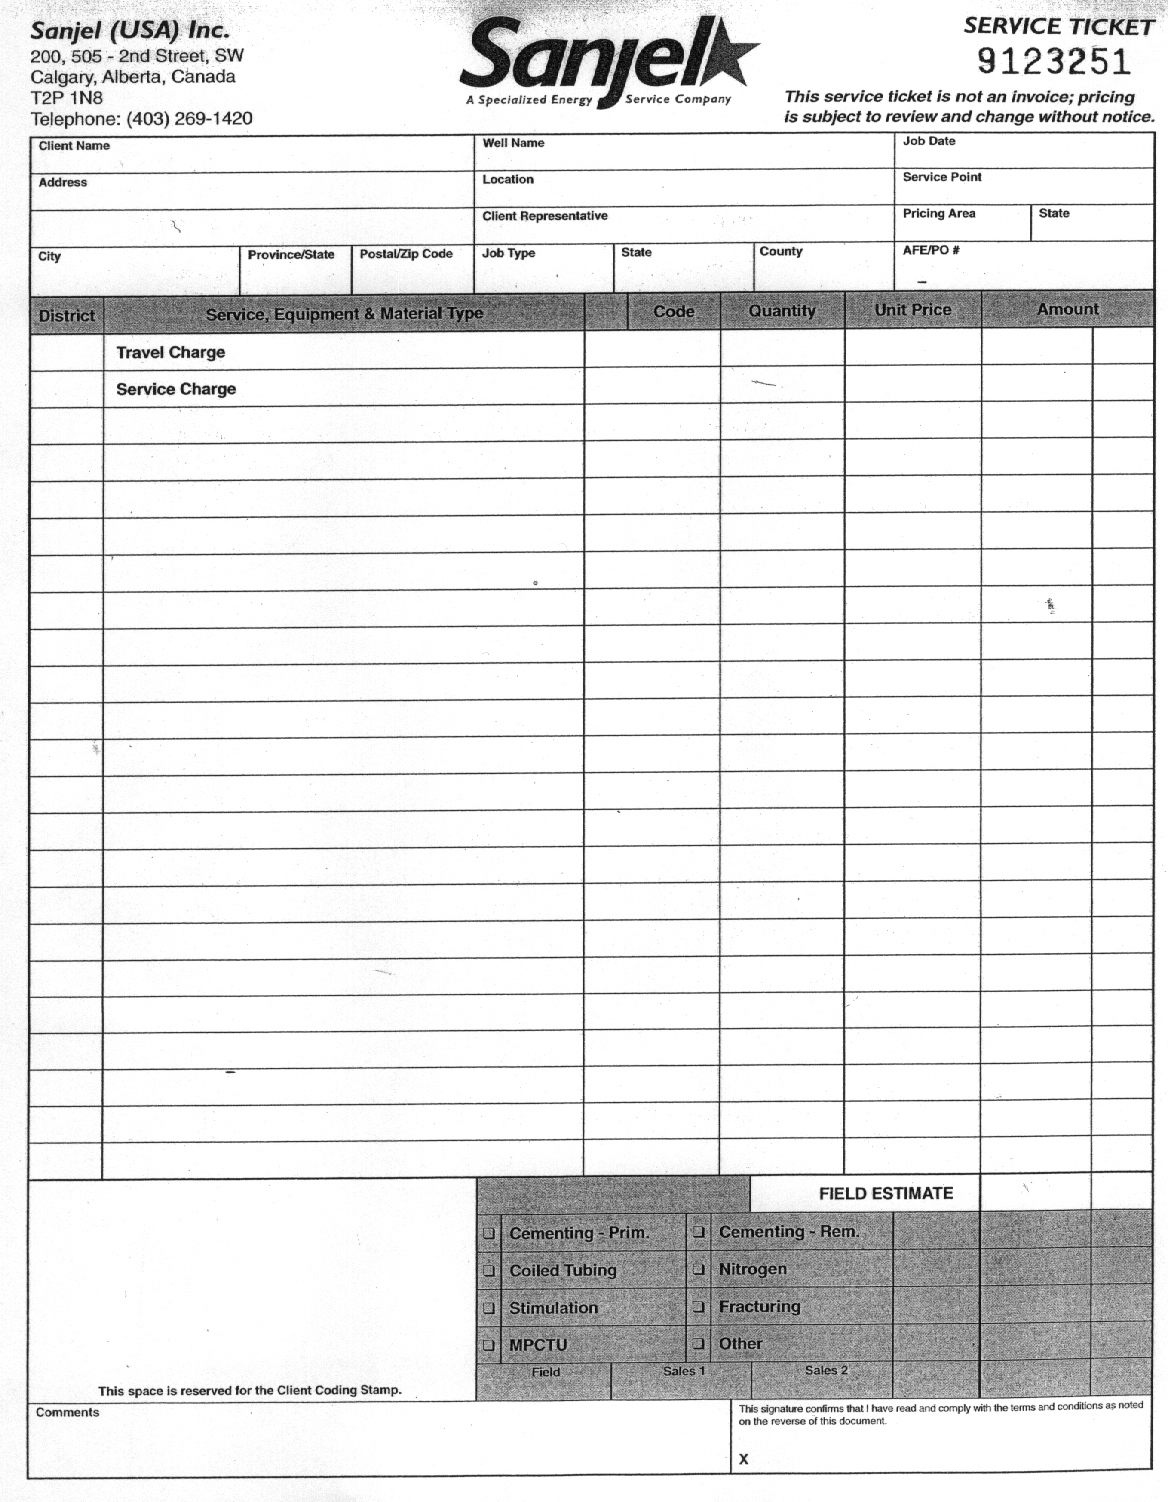 Sanjel (USA) Inc.
200, 505 - 2nd Street, SW
Calgary, Alberta, Canada
T2P 1N8
Telephone: (403) 269-1420
Sanjel
A Specialized Energy Service Company
SERVICE TICKET
9123251
This service ticket is not an invoice; pricing
is subject to review and change without notice.
Client Name
Well Name
Job Date
Address
Location
Service Point
Client Representative
Pricing Area
State
City
Province/State
Postal/Zip Code
Job Type
State
County
AFE/PO #
District
Service, Equipment & Material Type
Code
Quantity
Unit Price
Amount
Travel Charge
Service Charge
FIELD ESTIMATE
Cementing - Prim.
Cementing - Rem.
Coiled Tubing
Nitrogen
Stimulation
Fracturing
MPCTU
Other
Field
Sales 1
Sales 2
This space is reserved for the Client Coding Stamp.
Comments
This signature confirms that I have read and comply with the terms and conditions as noted
on the reverse of this document.
X